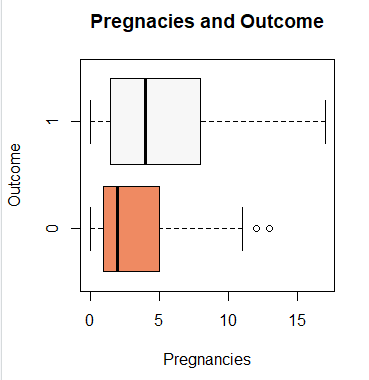 Pregnacies and Outcome
1
Outcome
0
0 5 10 15
Pregnancies